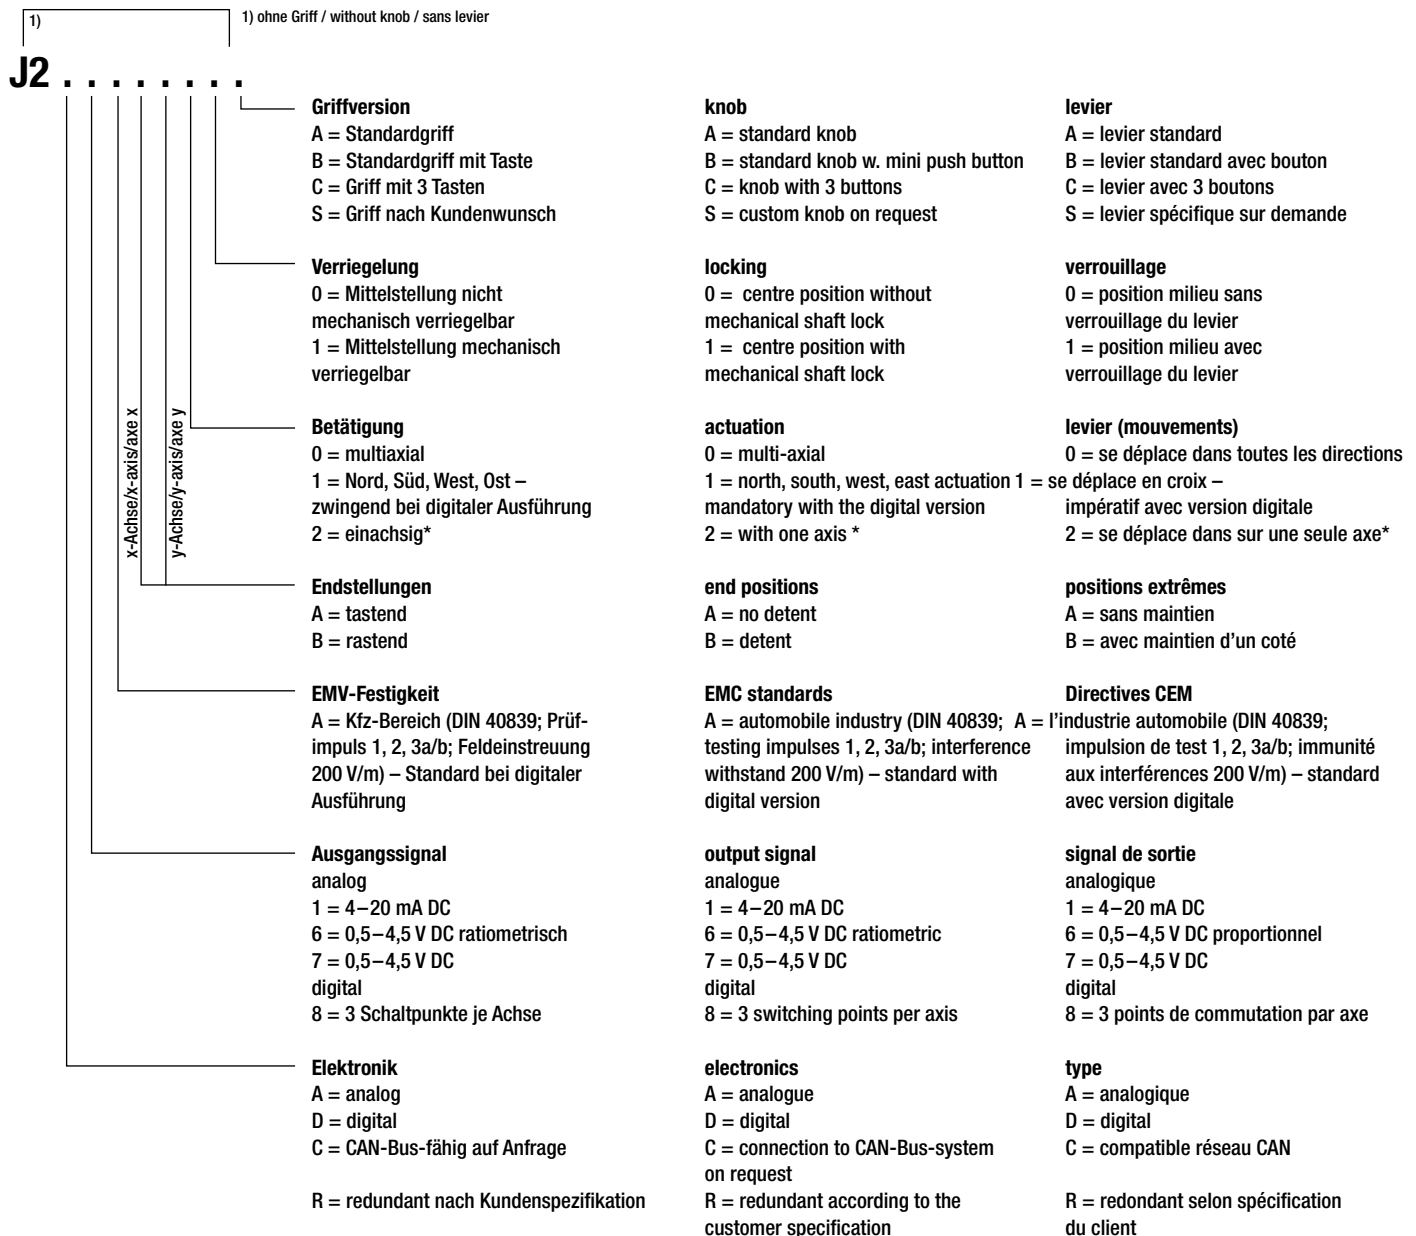 1)
1) ohne Griff / without knob / sans levier
J2 . . . . . . . .
Griffversion
A = Standardgriff
B = Standardgriff mit Taste
C = Griff mit 3 Tasten
S = Griff nach Kundenwunsch
knob
A = standard knob
B = standard knob w. mini push button
C = knob with 3 buttons
S = custom knob on request
levier
A = levier standard
B = levier standard avec bouton
C = levier avec 3 boutons
S = levier spécifique sur demande
Verriegelung
0 = Mittelstellung nicht
mechanisch verriegelbar
1 = Mittelstellung mechanisch
verriegelbar
locking
0 = centre position without
mechanical shaft lock
1 = centre position with
mechanical shaft lock
verrouillage
0 = position milieu sans
verrouillage du levier
1 = position milieu avec
verrouillage du levier
x-Achse/x-axis/axe x
y-Achse/y-axis/axe y
Betätigung
0 = multiaxial
1 = Nord, Süd, West, Ost –
zwingend bei digitaler Ausführung
2 = einachsig*
actuation
0 = multi-axial
1 = north, south, west, east actuation
mandatory with the digital version
2 = with one axis *
levier (mouvements)
0 = se déplace dans toutes les directions
1 = se déplace en croix –
impératif avec version digitale
2 = se déplace dans sur une seule axe*
Endstellungen
A = tastend
B = rastend
end positions
A = no detent
B = detent
positions extrêmes
A = sans maintien
B = avec maintien d'un coté
EMV-Festigkeit
A = Kfz-Bereich (DIN 40839; Prüf-
impuls 1, 2, 3a/b; Feldeinstreuung
200 V/m) – Standard bei digitaler
Ausführung
EMC standards
A = automobile industry (DIN 40839;
testing impulses 1, 2, 3a/b; interference
withstand 200 V/m) – standard with
digital version
Directives CEM
A = l'industrie automobile (DIN 40839;
impulsion de test 1, 2, 3a/b; immunité
aux interférences 200 V/m) – standard
avec version digitale
Ausgangssignal
analog
1 = 4–20 mA DC
6 = 0,5–4,5 V DC ratiometrisch
7 = 0,5–4,5 V DC
digital
8 = 3 Schaltpunkte je Achse
output signal
analogue
1 = 4–20 mA DC
6 = 0,5–4,5 V DC ratiometric
7 = 0,5–4,5 V DC
digital
8 = 3 switching points per axis
signal de sortie
analogique
1 = 4–20 mA DC
6 = 0,5–4,5 V DC proportionnel
7 = 0,5–4,5 V DC
digital
8 = 3 points de commutation par axe
Elektronik
A = analog
D = digital
C = CAN-Bus-fähig auf Anfrage
R = redundant nach Kundenspezifikation
electronics
A = analogue
D = digital
C = connection to CAN-Bus-system
on request
R = redundant according to the
customer specification
type
A = analogique
D = digital
C = compatible réseau CAN
R = redondant selon spécification
du client